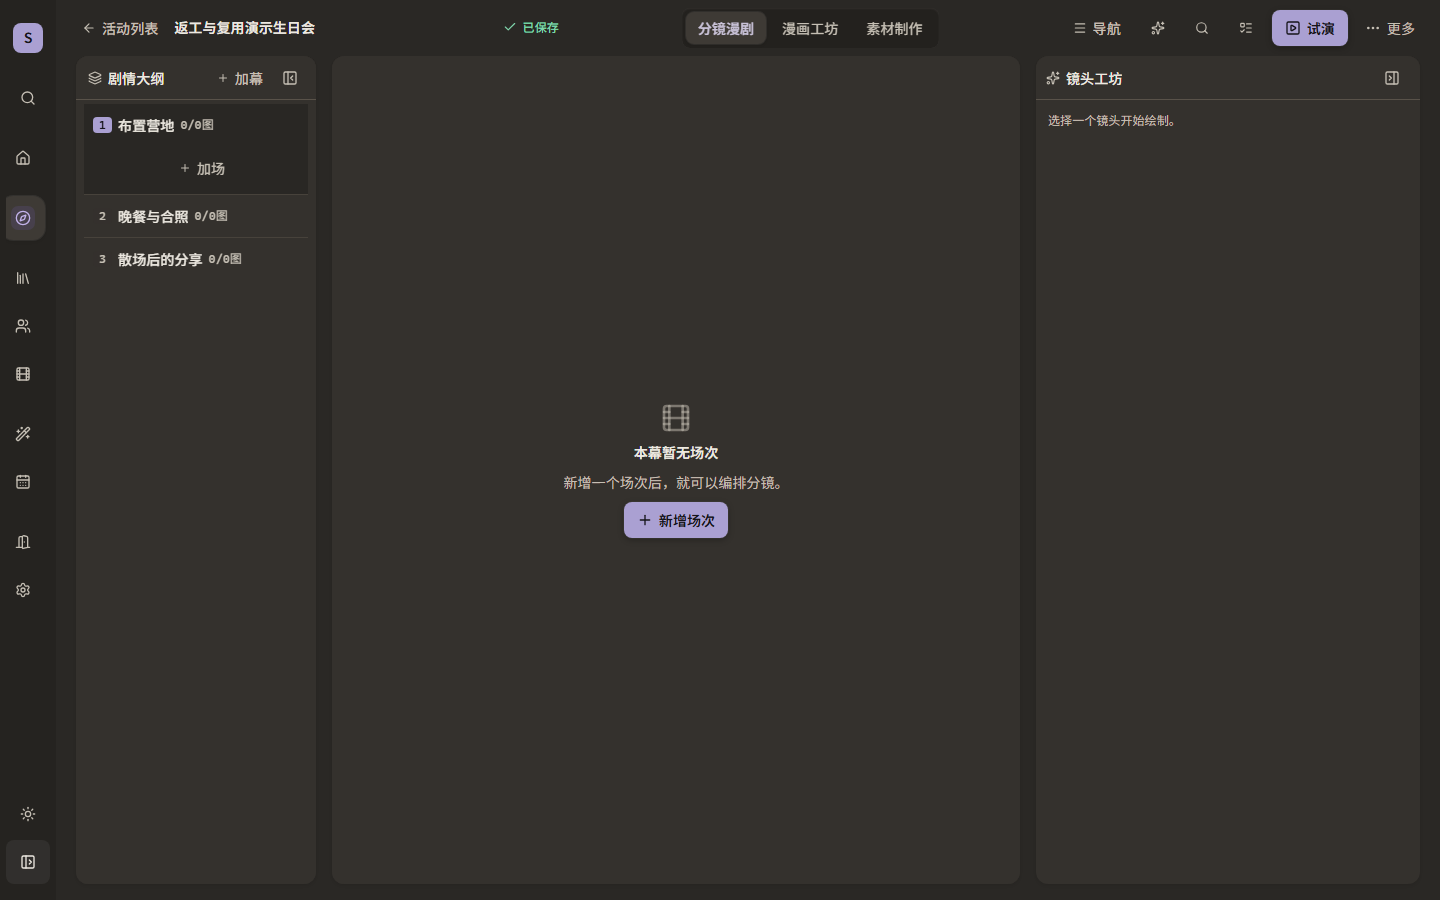 S
活动列表
返工与复用演示生日会
已保存
分镜漫剧
漫画工坊
素材制作
导航
试演
更多
剧情大纲
加幕
1 布置营地 0/0图
加场
2 晚餐与合照 0/0图
3 散场后的分享 0/0图
本幕暂无场次
新增一个场次后，就可以编排分镜。
新增场次
镜头工坊
选择一个镜头开始绘制。